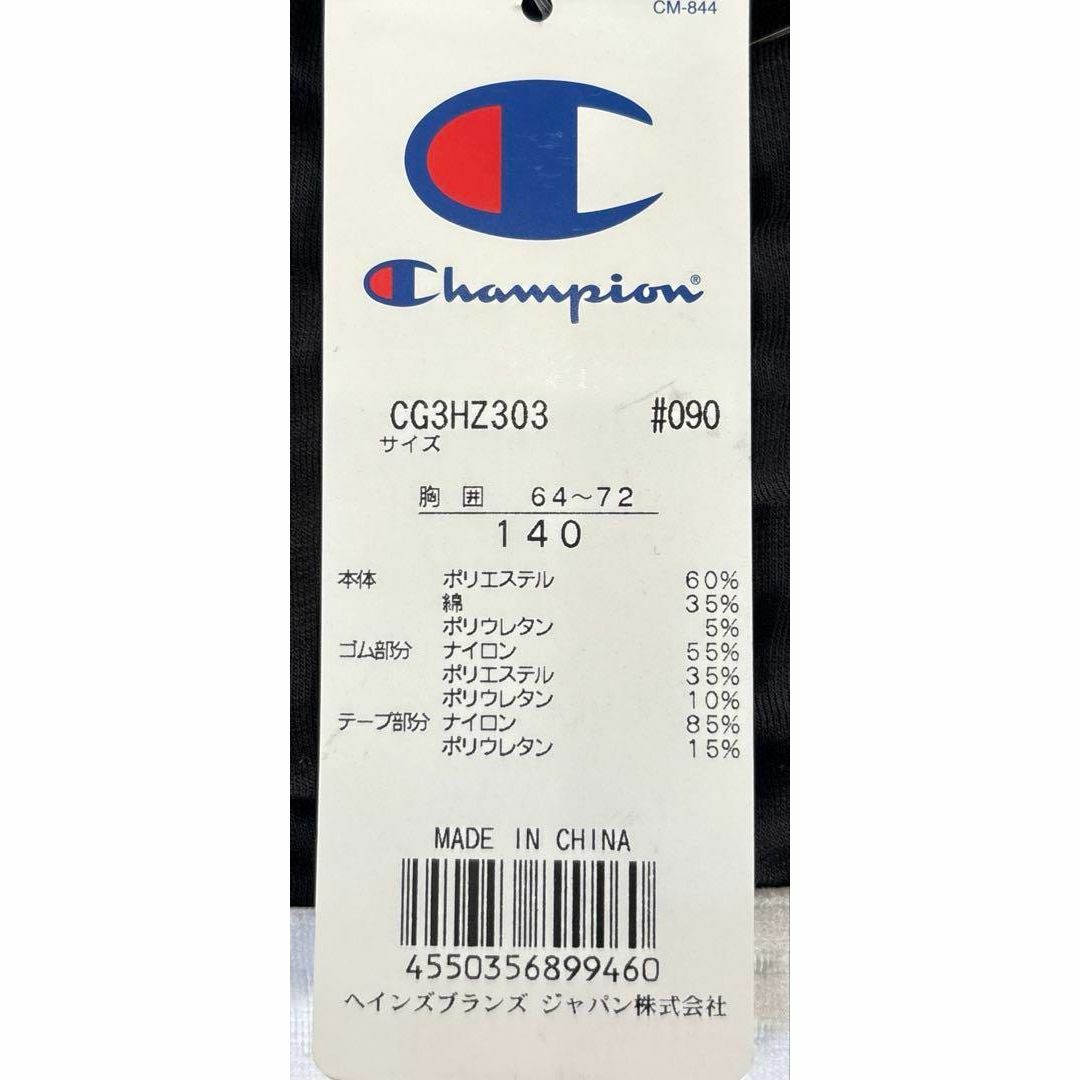 CM-844
Champion®
CG3HZ303 #090
サイズ
胸囲 64～72
140
本体 ポリエステル 60%
綿 35%
ポリウレタン 5%
ゴム部分 ナイロン 55%
ポリエステル 35%
ポリウレタン 10%
テープ部分 ナイロン 85%
ポリウレタン 15%
MADE IN CHINA
4550356899460
ヘインズブランズ ジャパン株式会社